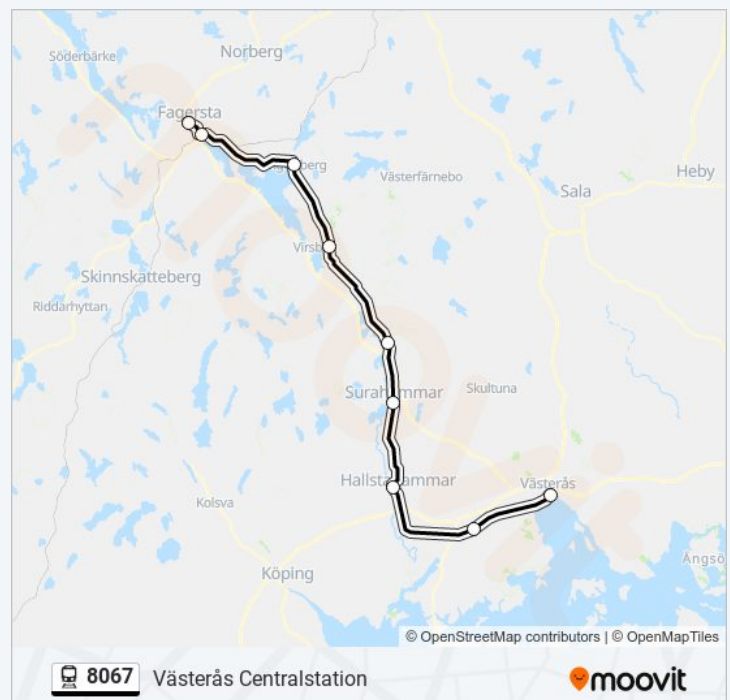 Söderbärke
Norberg
Fagersta
Västerfärnebo
Heby
Sala
Virsb
Skinnskatteberg
Riddarhyttan
Surahammar
Skultuna
Hallstahammar
Västerås
Kolsva
Ängsö
Köping
© OpenStreetMap contributors | © OpenMapTiles
8067 Västerås Centralstation
moovit